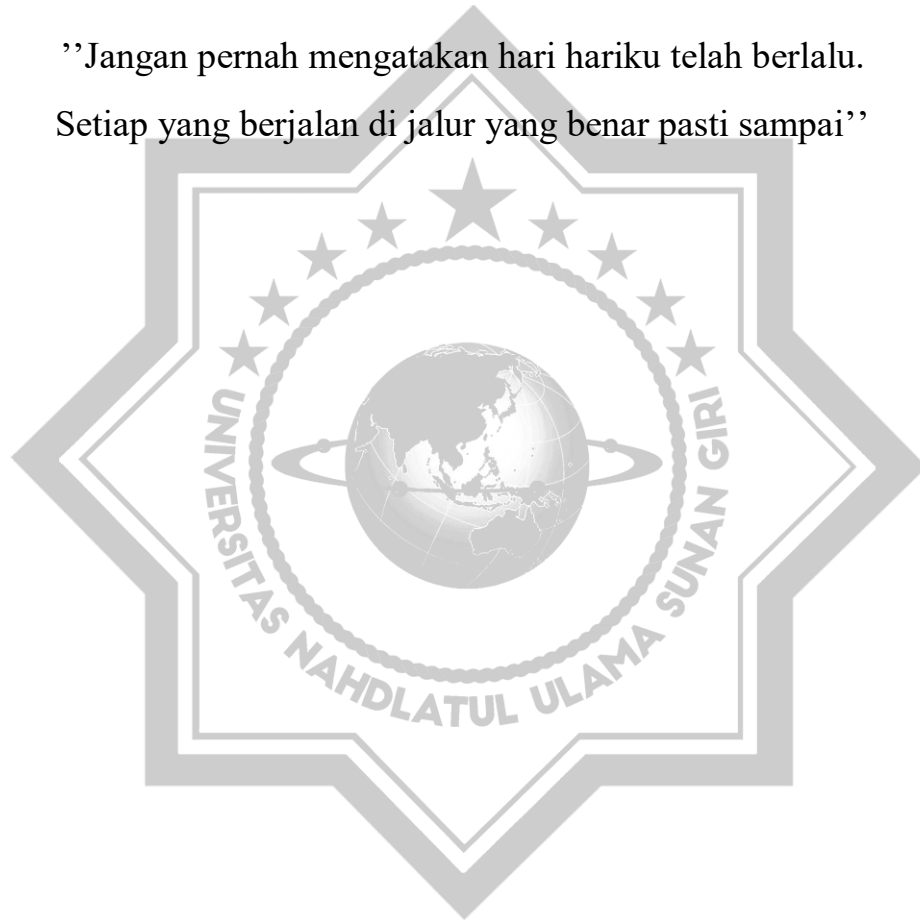 ’’Jangan pernah mengatakan hari hariku telah berlalu.
Setiap yang berjalan di jalur yang benar pasti sampai’’
UNIVERSITAS NAHDLATUL ULAMA SUNAN GIRI